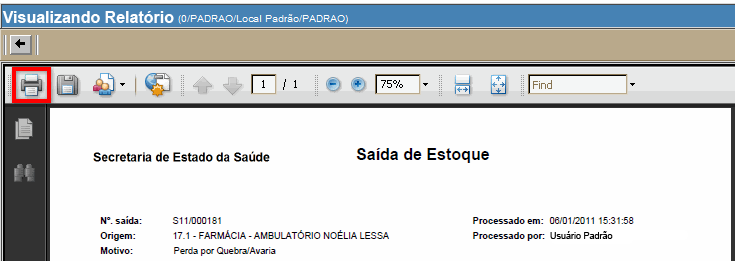 Visualizando Relatório (0/PADRAO/Local Padrão/PADRAO)
1 / 1 75% Find
Secretaria de Estado da Saúde Saída de Estoque
Nº. saída: S11/000181 Processado em: 06/01/2011 15:31:58
Origem: 17.1 - FARMÁCIA - AMBULATÓRIO NOÉLIA LESSA Processado por: Usuário Padrão
Motivo: Perda por Quebra/Avaria